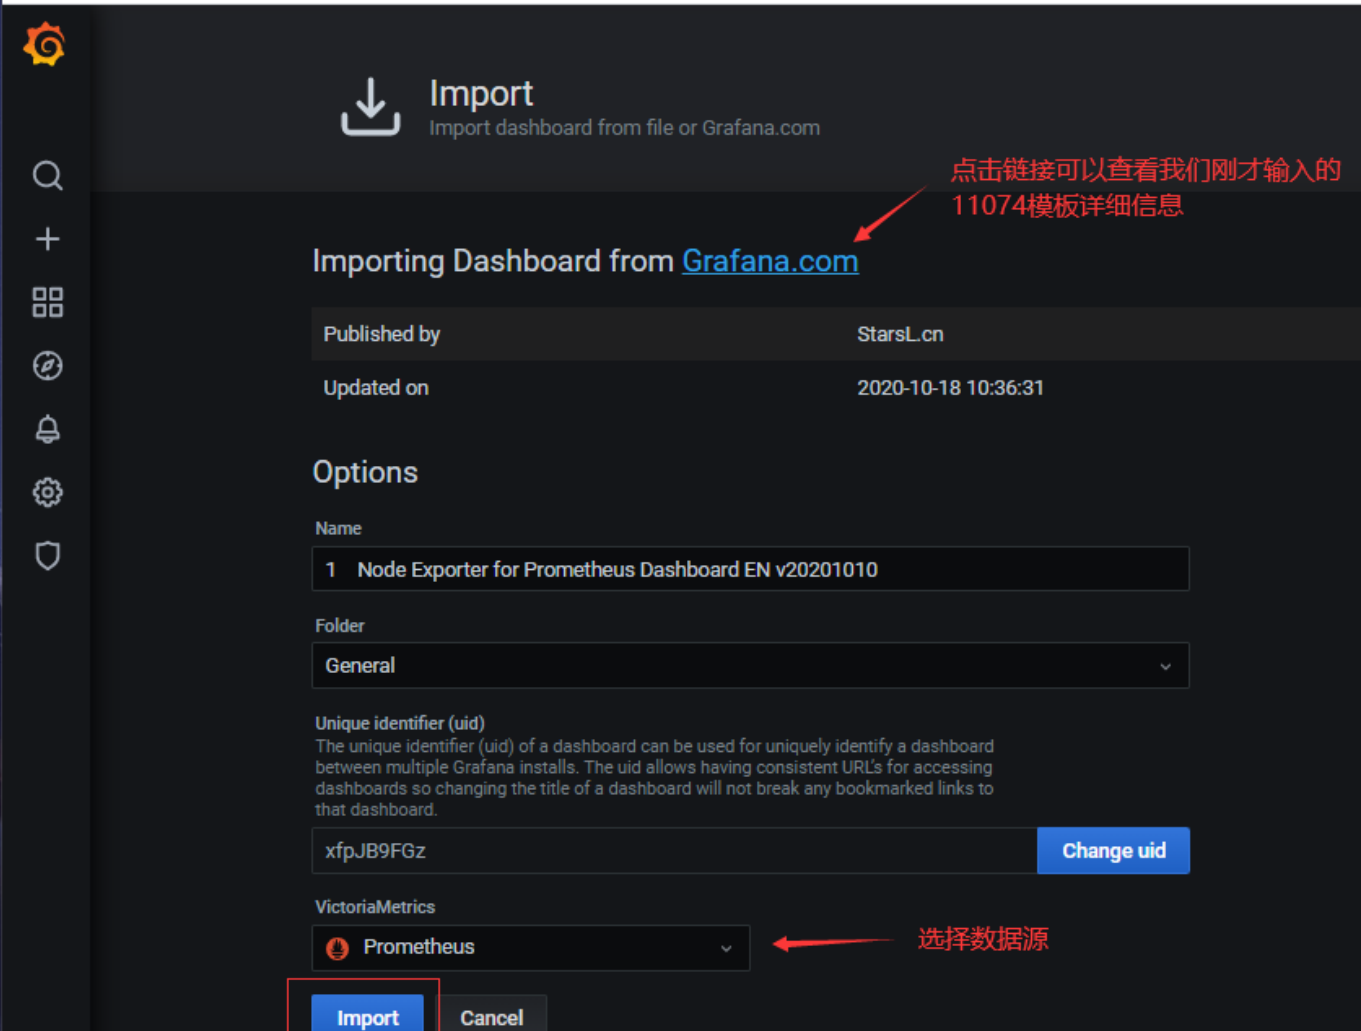 Import
Import dashboard from file or Grafana.com
点击链接可以查看我们刚才输入的
11074模板详细信息
Importing Dashboard from Grafana.com
Published by StarsL.cn
Updated on 2020-10-18 10:36:31
Options
Name
1 Node Exporter for Prometheus Dashboard EN v20201010
Folder
General
Unique identifier (uid)
The unique identifier (uid) of a dashboard can be used for uniquely identify a dashboard
between multiple Grafana installs. The uid allows having consistent URL's for accessing
dashboards so changing the title of a dashboard will not break any bookmarked links to
that dashboard.
xfpJB9FGz Change uid
VictoriaMetrics
Prometheus 选择数据源
Import Cancel